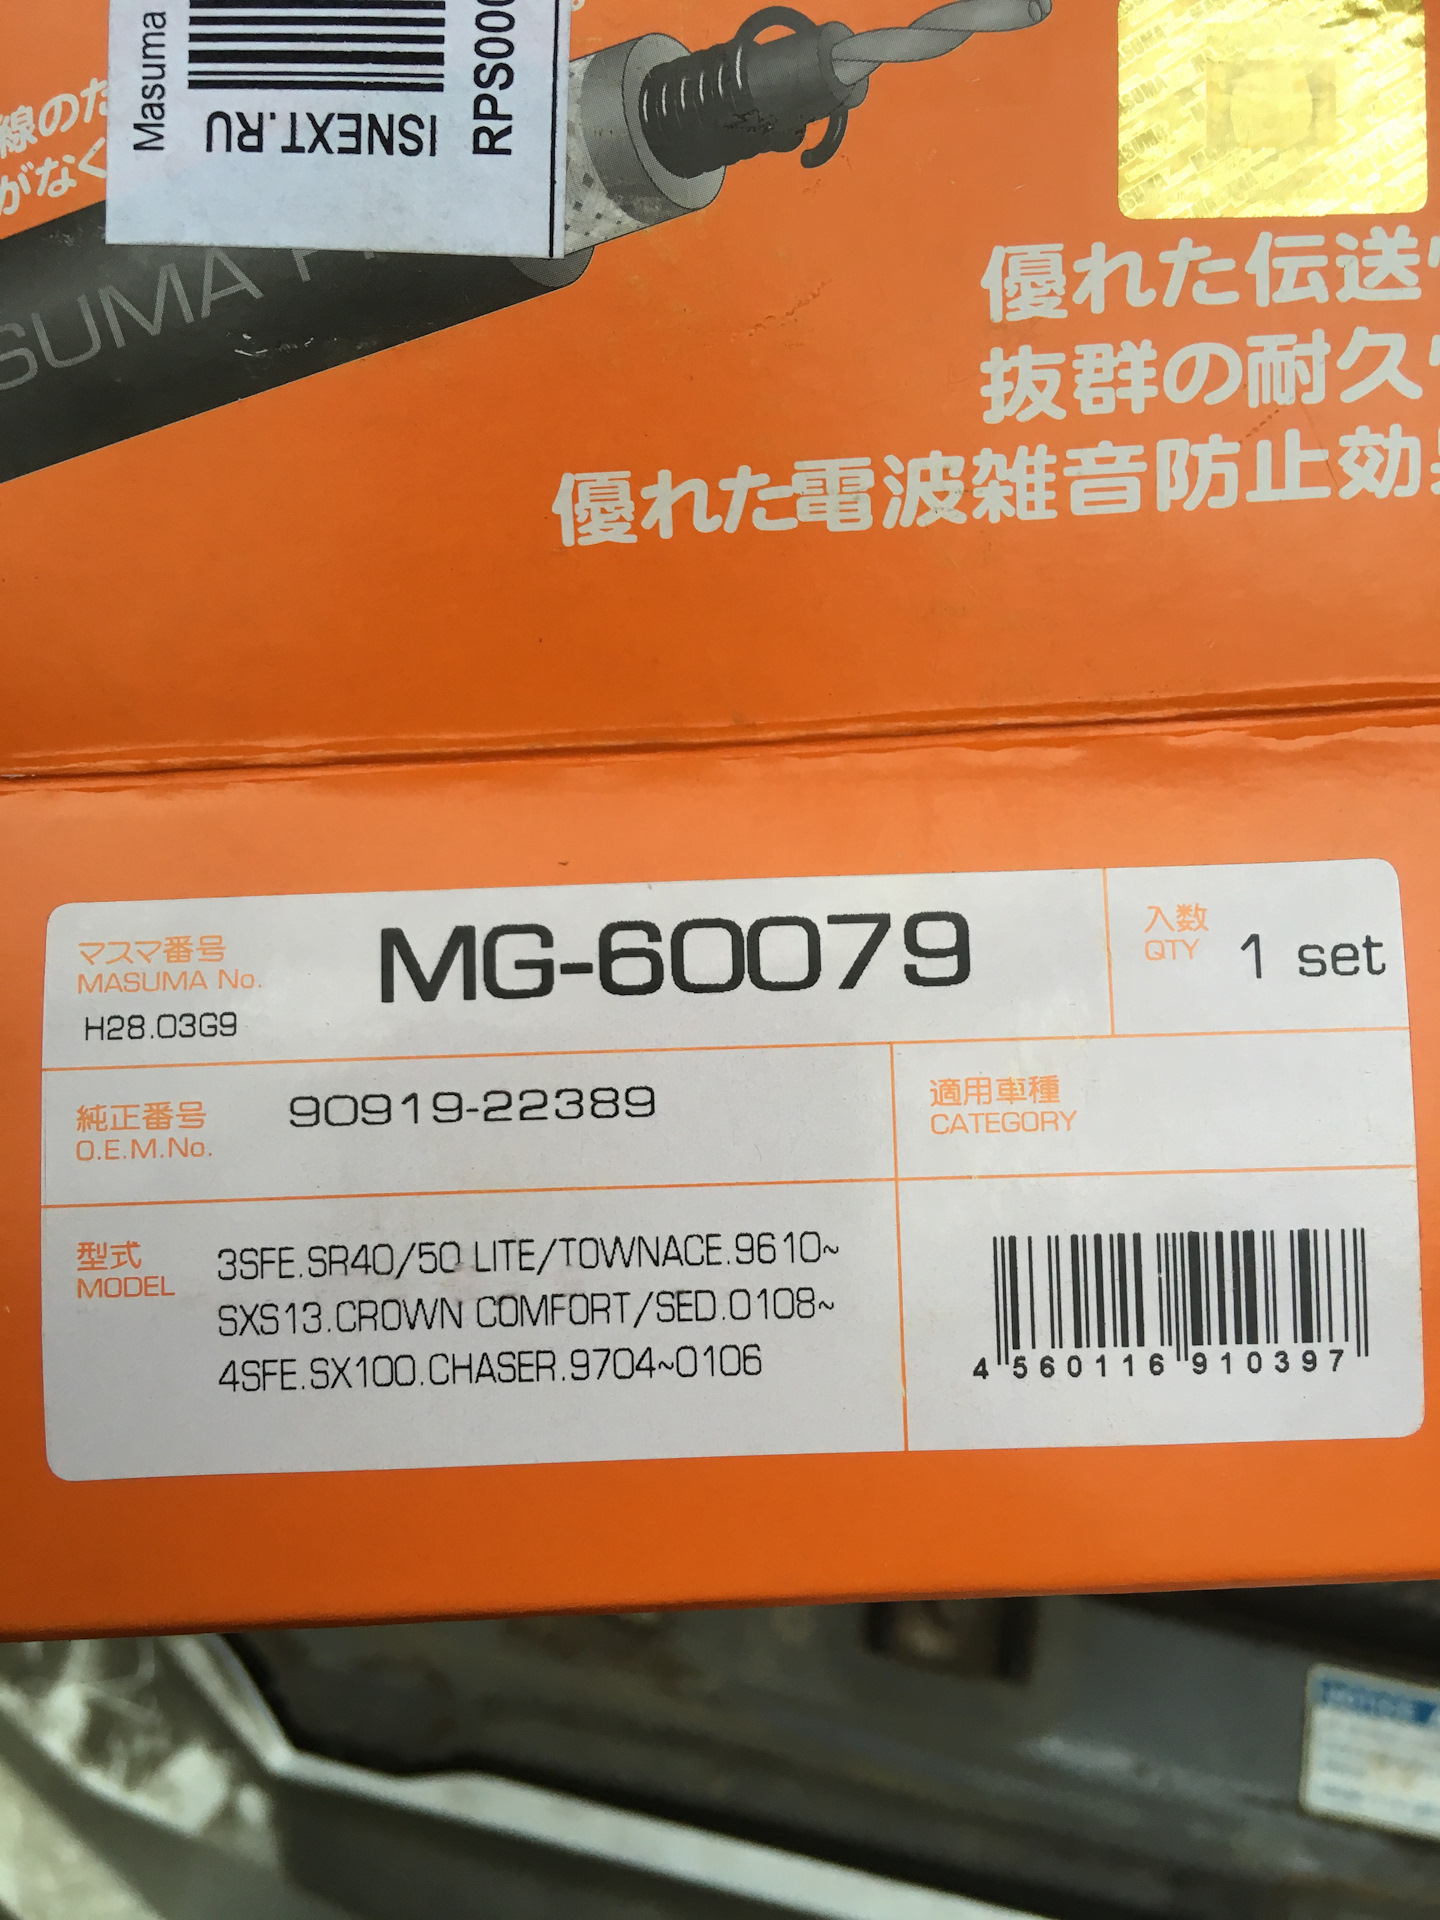 Masuma
ISNEXT.RU
RPS000
線のた
がなく
SUMA
優れた伝送
抜群の耐久
優れた電波雑音防止効果
マスマ番号
MASUMA No.
MG-60079
入数
QTY
1 set
H28.03G9
純正番号
O.E.M.No.
90919-22389
適用車種
CATEGORY
型式
MODEL
3SFE.SR40/50 LITE/TOWNACE.9610~
SXS13.CROWN COMFORT/SED.0108~
4SFE.SX100.CHASER.9704~0106
4 560116 910397